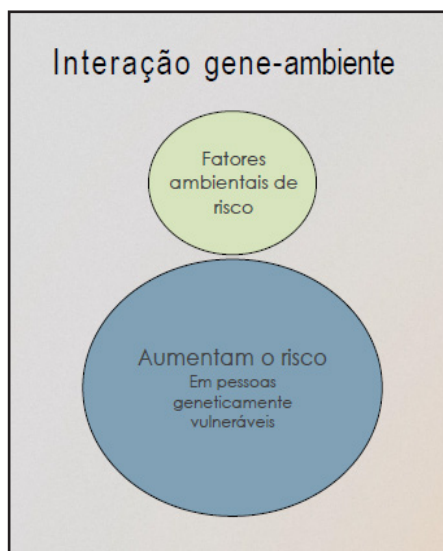 Interação gene-ambiente
Fatores
ambientais de
risco
Aumentam o risco
Em pessoas
geneticamente
vulneráveis